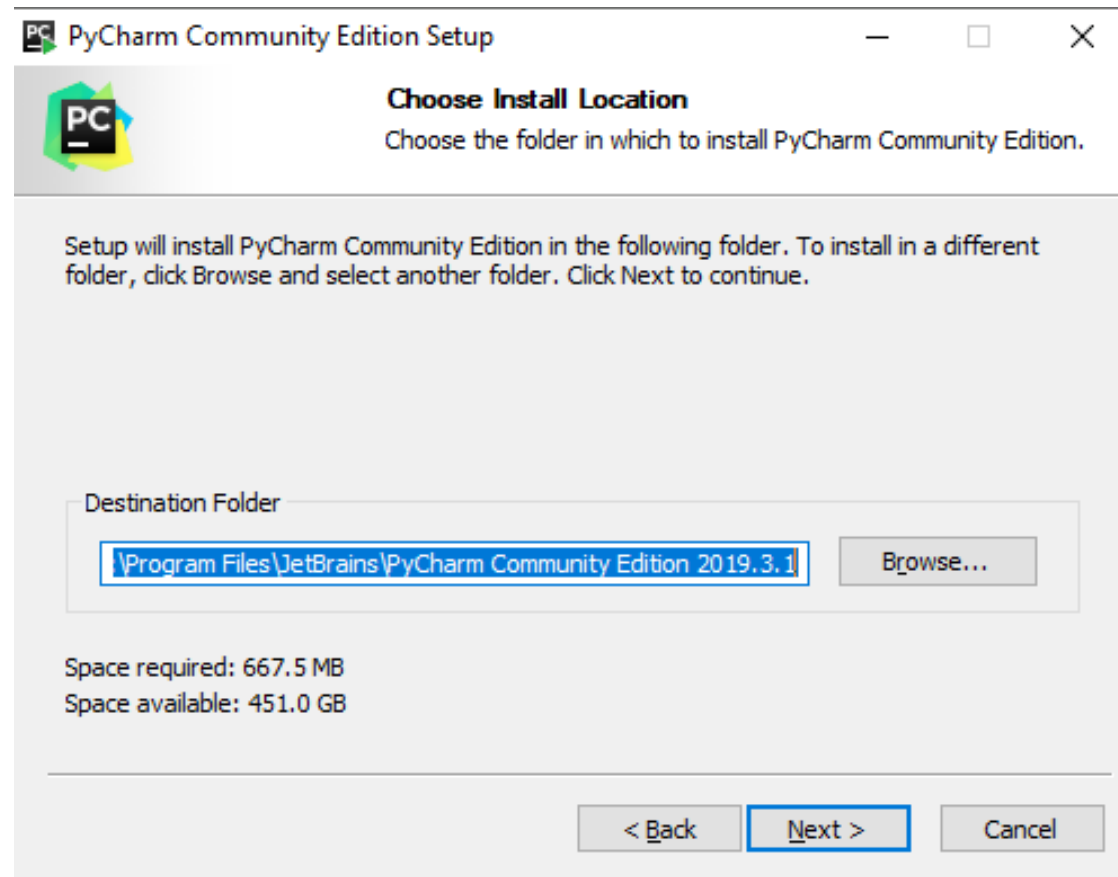 PyCharm Community Edition Setup
PC
Choose Install Location
Choose the folder in which to install PyCharm Community Edition.
Setup will install PyCharm Community Edition in the following folder. To install in a different
folder, click Browse and select another folder. Click Next to continue.
Destination Folder
:\Program Files\JetBrains\PyCharm Community Edition 2019.3.1
Browse...
Space required: 667.5 MB
Space available: 451.0 GB
< Back
Next >
Cancel